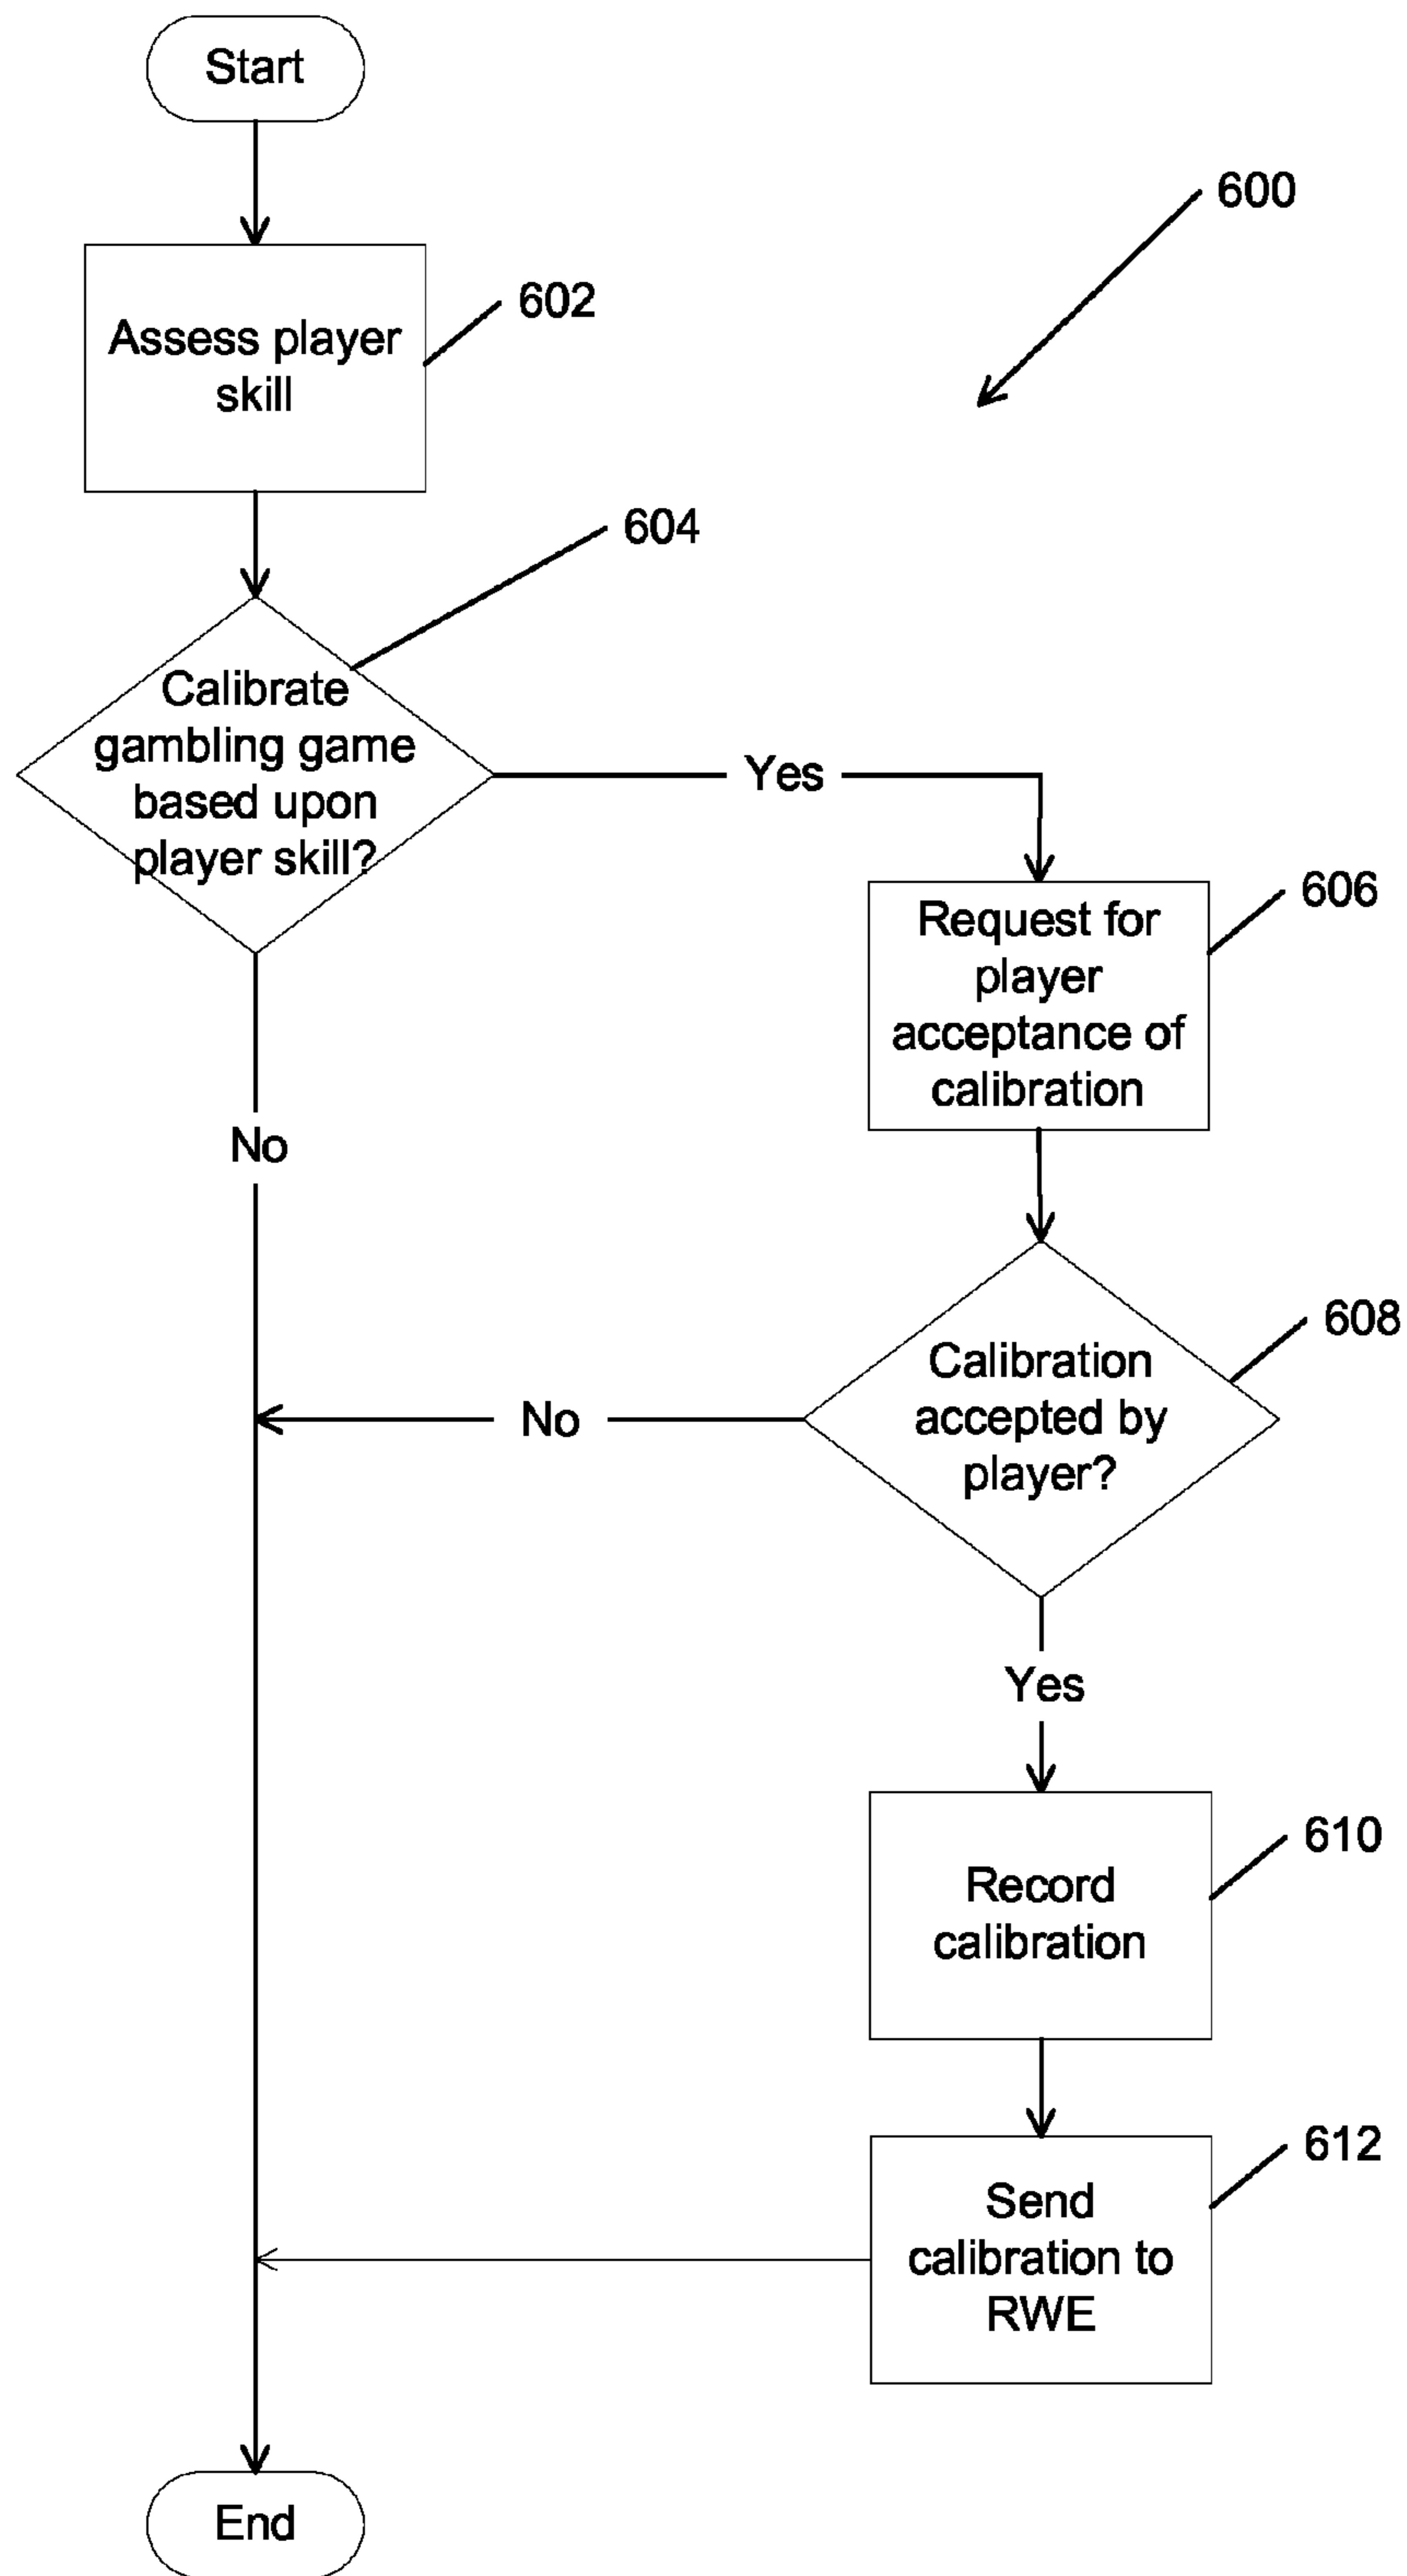 Start
600
602
Assess player
skill
604
Calibrate
gambling game
based upon
player skill?
Yes
606
Request for
player
acceptance of
calibration
No
608
Calibration
accepted by
player?
No
Yes
610
Record
calibration
612
Send
calibration to
RWE
End